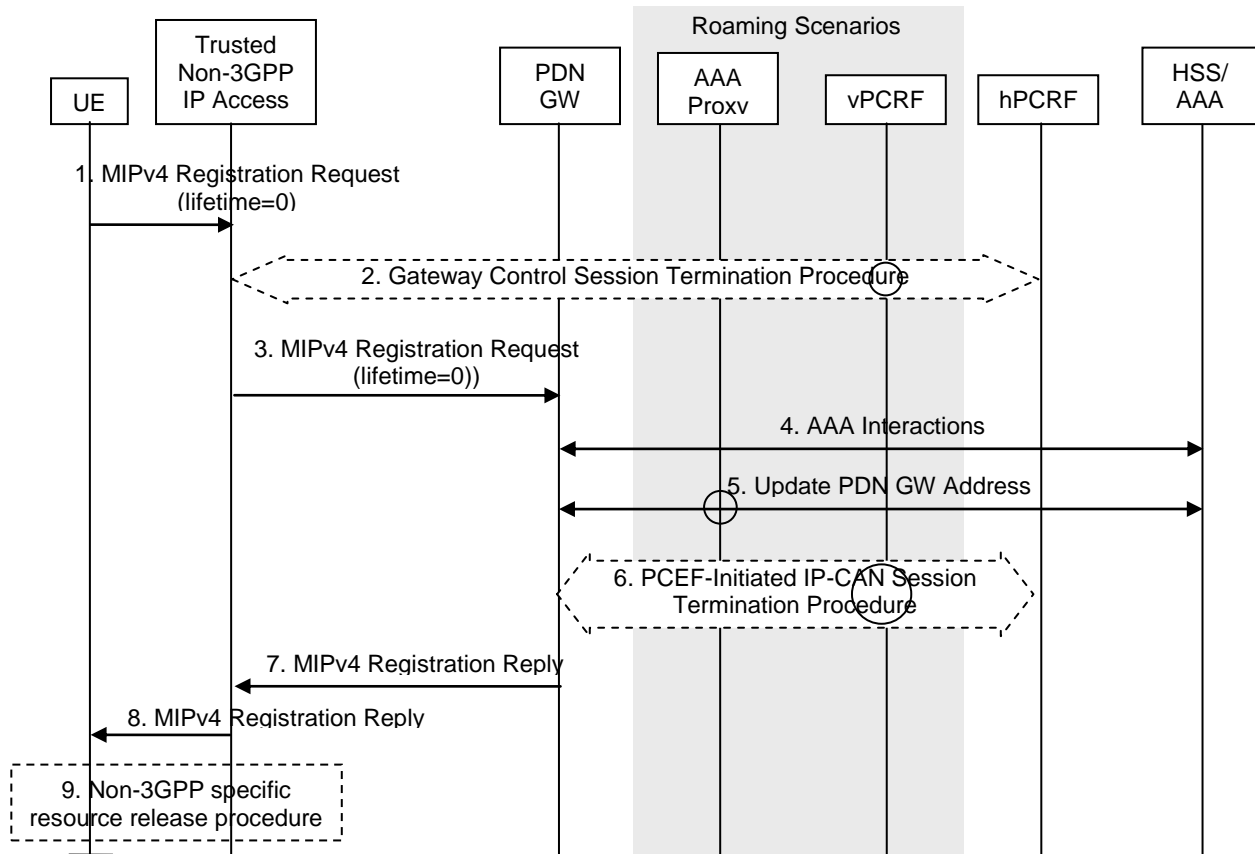 Roaming Scenarios
UE
Trusted
Non-3GPP
IP Access
PDN
GW
AAA
Proxy
vPCRF
hPCRF
HSS/
AAA
1. MIPv4 Registration Request
(lifetime=0)
2. Gateway Control Session Termination Procedure
3. MIPv4 Registration Request
(lifetime=0))
4. AAA Interactions
5. Update PDN GW Address
6. PCEF-Initiated IP-CAN Session
Termination Procedure
7. MIPv4 Registration Reply
8. MIPv4 Registration Reply
9. Non-3GPP specific
resource release procedure